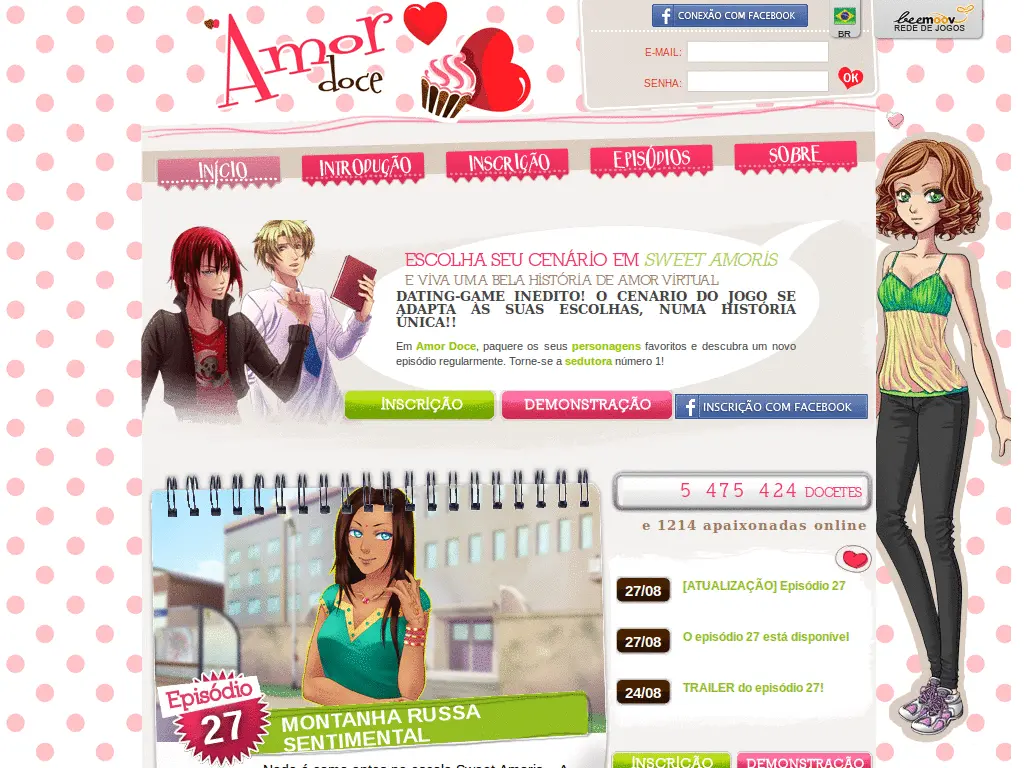 Amor
doce
CONEXÃO COM FACEBOOK
BR
beemoov
REDE DE JOGOS
E-MAIL:
SENHA:
OK
INÍCIO
INTRODUÇÃO
INSCRIÇÃO
EPISÓDIOS
SOBRE
ESCOLHA SEU CENÁRIO EM SWEET AMORIS
E VIVA UMA BELA HISTÓRIA DE AMOR VIRTUAL
DATING-GAME INEDITO! O CENARIO DO JOGO SE
ADAPTA ÀS SUAS ESCOLHAS, NUMA HISTÓRIA
ÚNICA!!
Em Amor Doce, paquere os seus personagens favoritos e descubra um novo
episódio regularmente. Torne-se a sedutora número 1!
INSCRIÇÃO
DEMONSTRAÇÃO
INSCRIÇÃO COM FACEBOOK
5 475 424 DOCETES
e 1214 apaixonadas online
27/08 [ATUALIZAÇÃO] Episódio 27
27/08 O episódio 27 está disponível
24/08 TRAILER do episódio 27!
Episódio
27
MONTANHA RUSSA
SENTIMENTAL
Nada é como antes na escola Sweet Amoris... A
INSCRIÇÃO
DEMONSTRAÇÃO